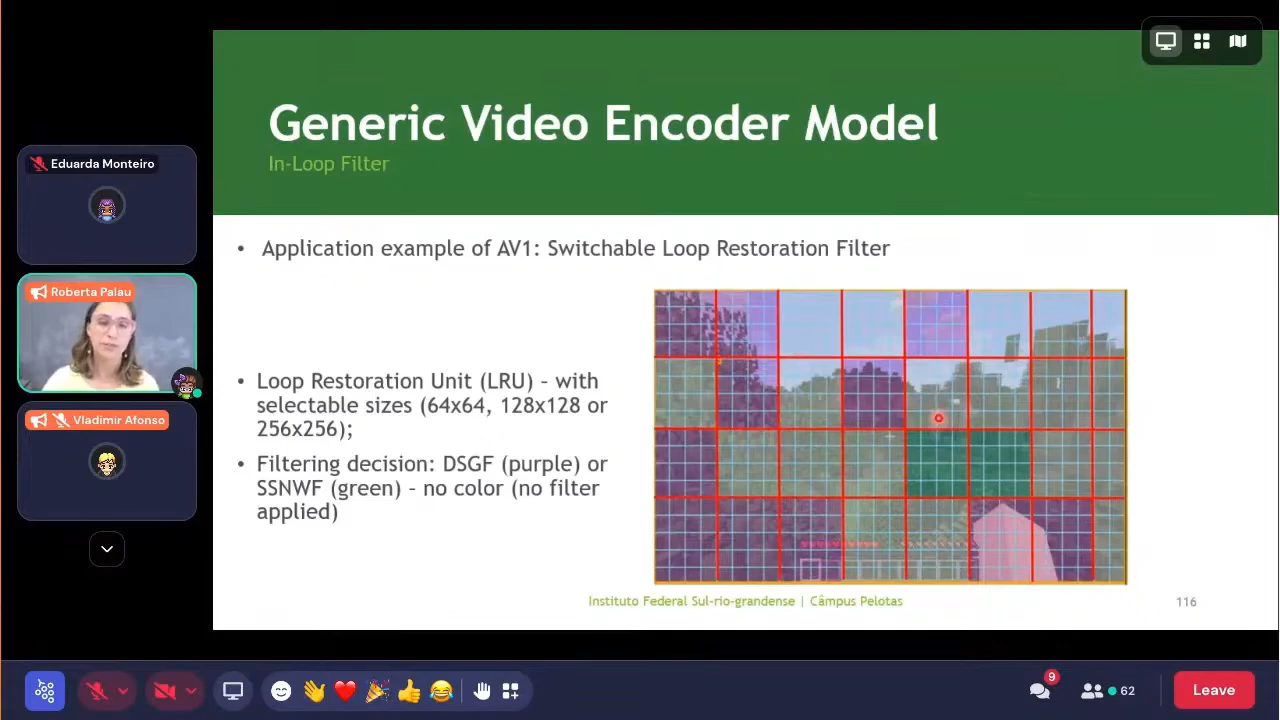 Generic Video Encoder Model
In-Loop Filter
Eduarda Monteiro
Roberta Palau
Vladimir Afonso
• Application example of AV1: Switchable Loop Restoration Filter
• Loop Restoration Unit (LRU) – with
selectable sizes (64x64, 128x128 or
256x256);
• Filtering decision: DSGF (purple) or
SSNWF (green) – no color (no filter
applied)
Instituto Federal Sul-rio-grandense | Câmpus Pelotas
116
9
62
Leave